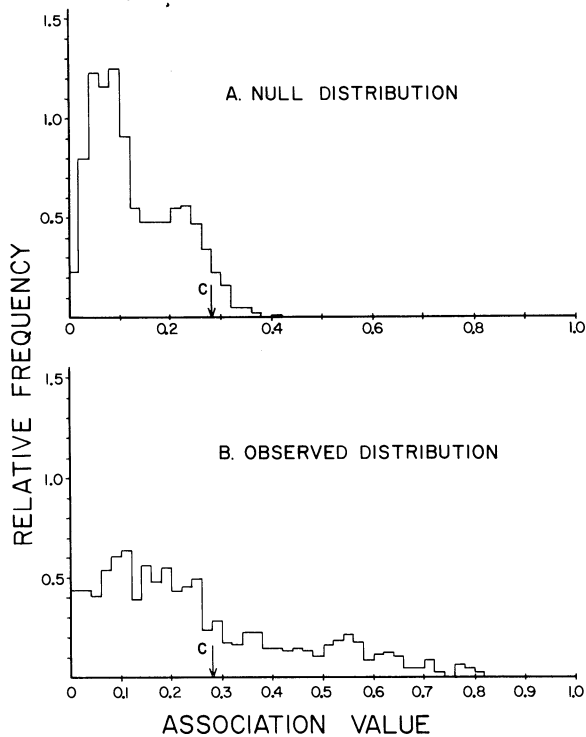 1.5
A. NULL DISTRIBUTION
1.0
0.5
C
0 0.2 0.4 0.6 0.8 1.0
RELATIVE FREQUENCY
1.5
B. OBSERVED DISTRIBUTION
1.0
0.5
C
0 0.1 0.2 0.3 0.4 0.5 0.6 0.7 0.8 0.9 1.0
ASSOCIATION VALUE